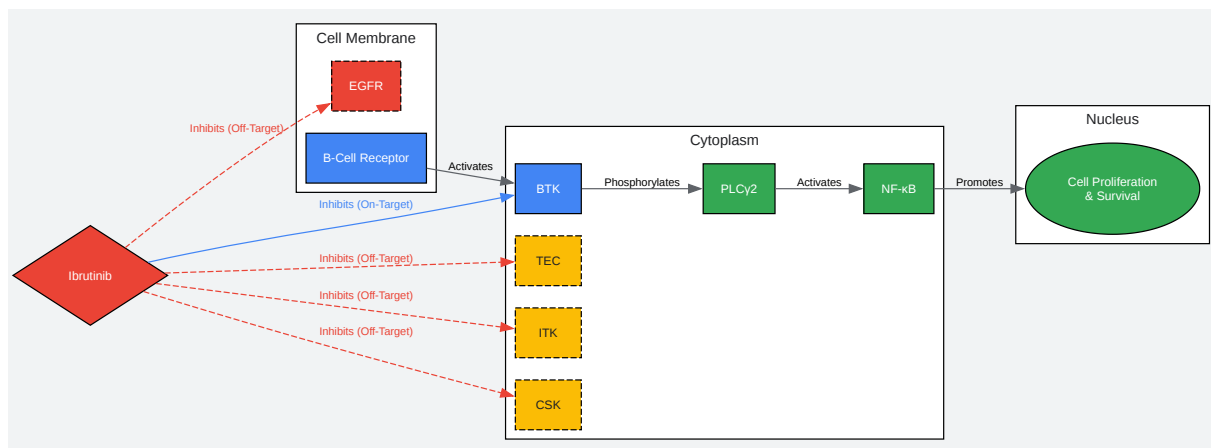 Cell Membrane
EGFR
Inhibits (Off-Target)
B-Cell Receptor
Activates
Inhibits (On-Target)
Ibrutinib
Inhibits (Off-Target)
Inhibits (Off-Target)
Inhibits (Off-Target)
Cytoplasm
BTK
Phosphorylates
PLCγ2
Activates
NF-κB
Promotes
TEC
ITK
CSK
Nucleus
Cell Proliferation
& Survival